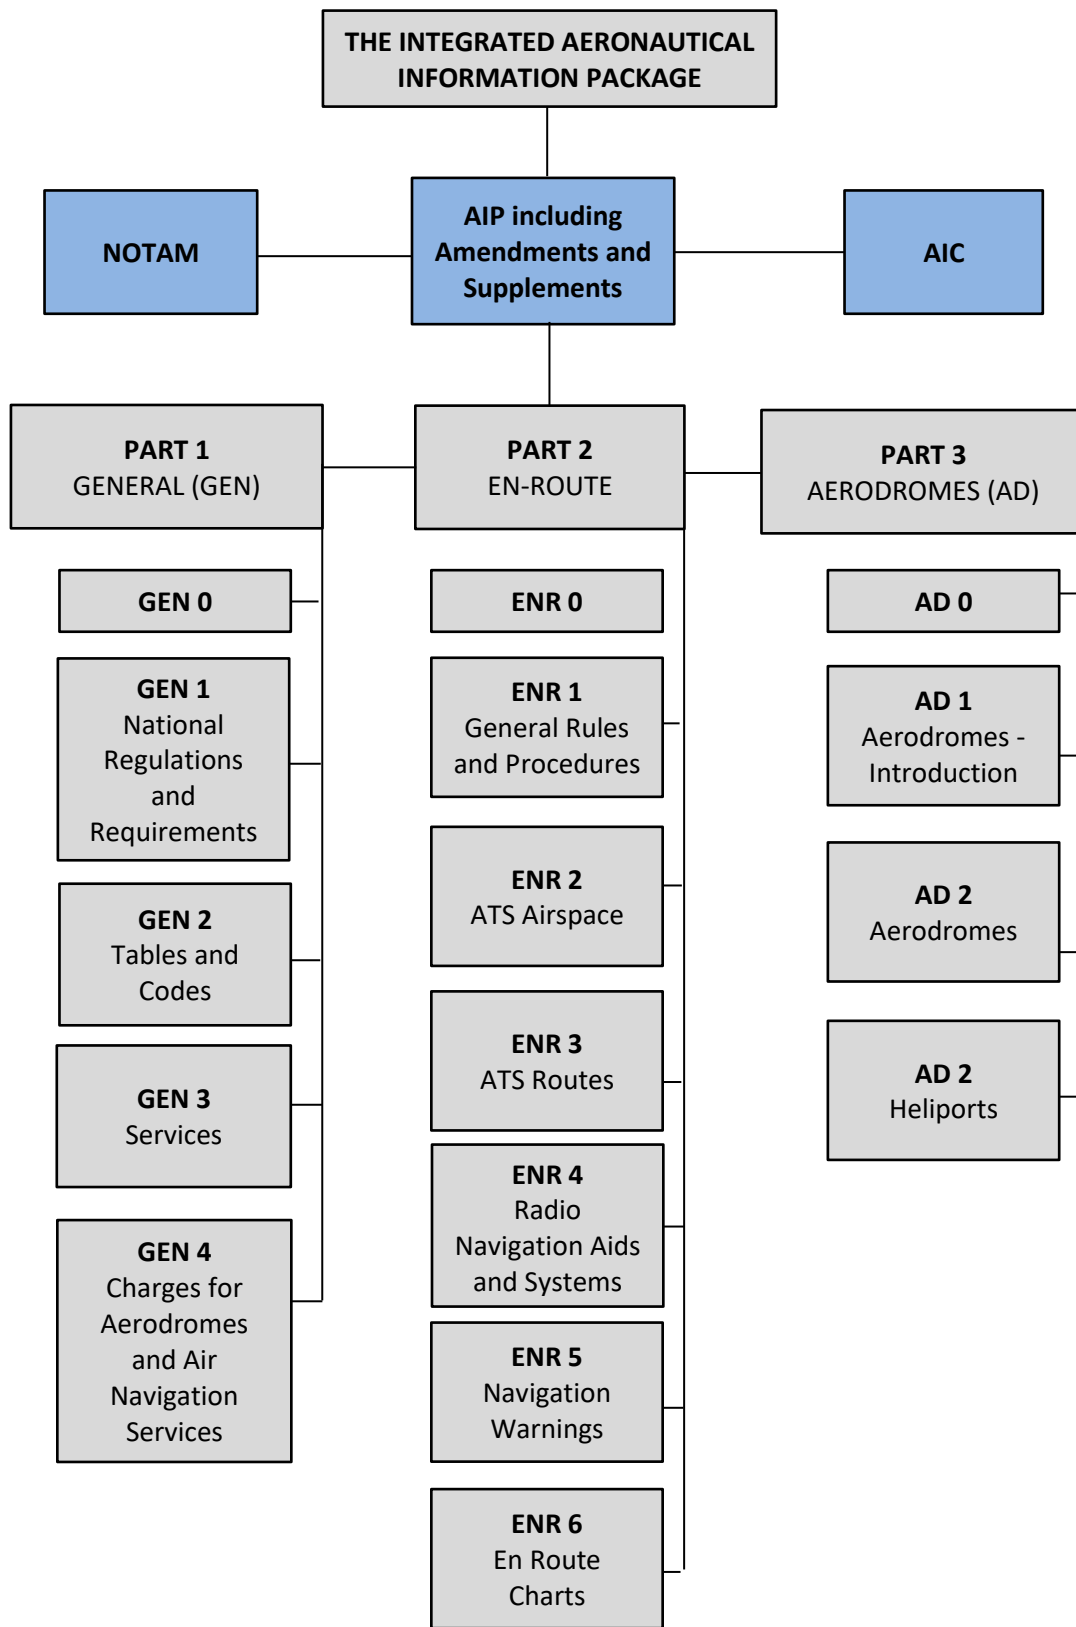 THE INTEGRATED AERONAUTICAL
INFORMATION PACKAGE
NOTAM
AIP including
Amendments and
Supplements
AIC
PART 1
GENERAL (GEN)
PART 2
EN-ROUTE
PART 3
AERODROMES (AD)
GEN 0
GEN 1
National
Regulations
and
Requirements
GEN 2
Tables and
Codes
GEN 3
Services
GEN 4
Charges for
Aerodromes
and Air
Navigation
Services
ENR 0
ENR 1
General Rules
and Procedures
ENR 2
ATS Airspace
ENR 3
ATS Routes
ENR 4
Radio
Navigation Aids
and Systems
ENR 5
Navigation
Warnings
ENR 6
En Route
Charts
AD 0
AD 1
Aerodromes -
Introduction
AD 2
Aerodromes
AD 2
Heliports